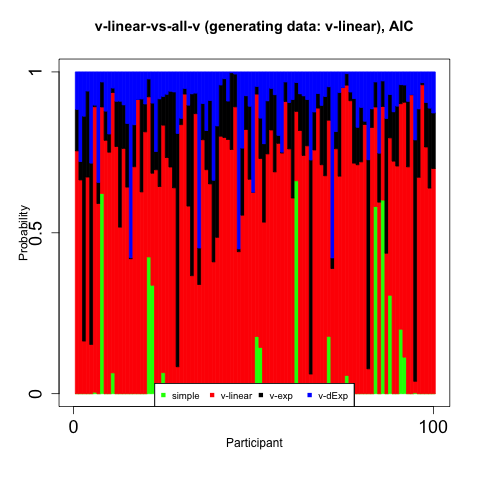 v-linear-vs-all-v (generating data: v-linear), AIC
1
Probability
0.5
0
simple v-linear v-exp v-dExp
0 100
Participant